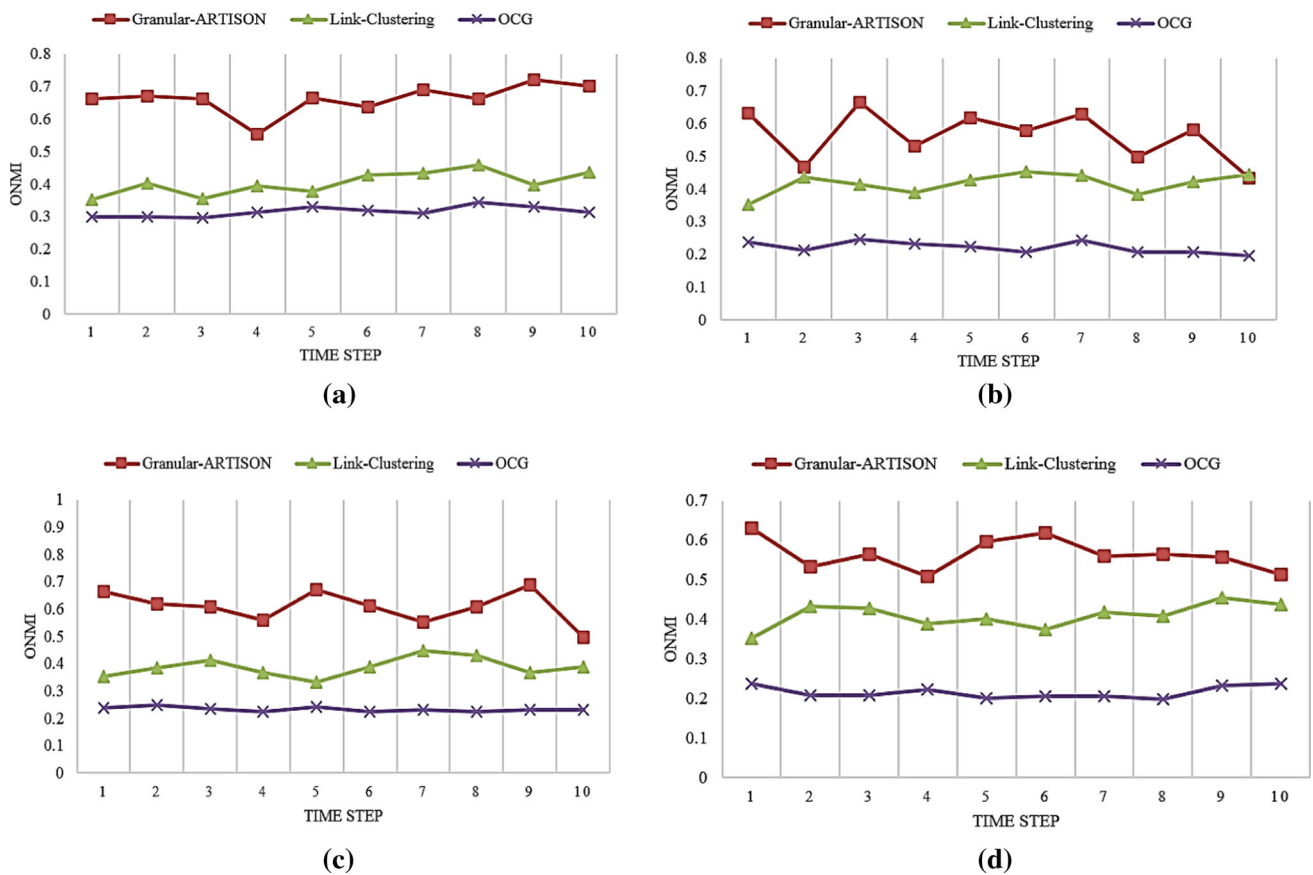 Granular-ARTISON Link-Clustering OCG
0.8
0.7
0.6
0.5
0.4
0.3
0.2
0.1
0
ONMI
1 2 3 4 5 6 7 8 9 10
TIME STEP
(a)
Granular-ARTISON Link-Clustering OCG
0.8
0.7
0.6
0.5
0.4
0.3
0.2
0.1
0
ONMI
1 2 3 4 5 6 7 8 9 10
TIME STEP
(b)
Granular-ARTISON Link-Clustering OCG
1
0.9
0.8
0.7
0.6
0.5
0.4
0.3
0.2
0.1
0
ONMI
1 2 3 4 5 6 7 8 9 10
TIME STEP
(c)
Granular-ARTISON Link-Clustering OCG
0.7
0.6
0.5
0.4
0.3
0.2
0.1
0
ONMI
1 2 3 4 5 6 7 8 9 10
TIME STEP
(d)